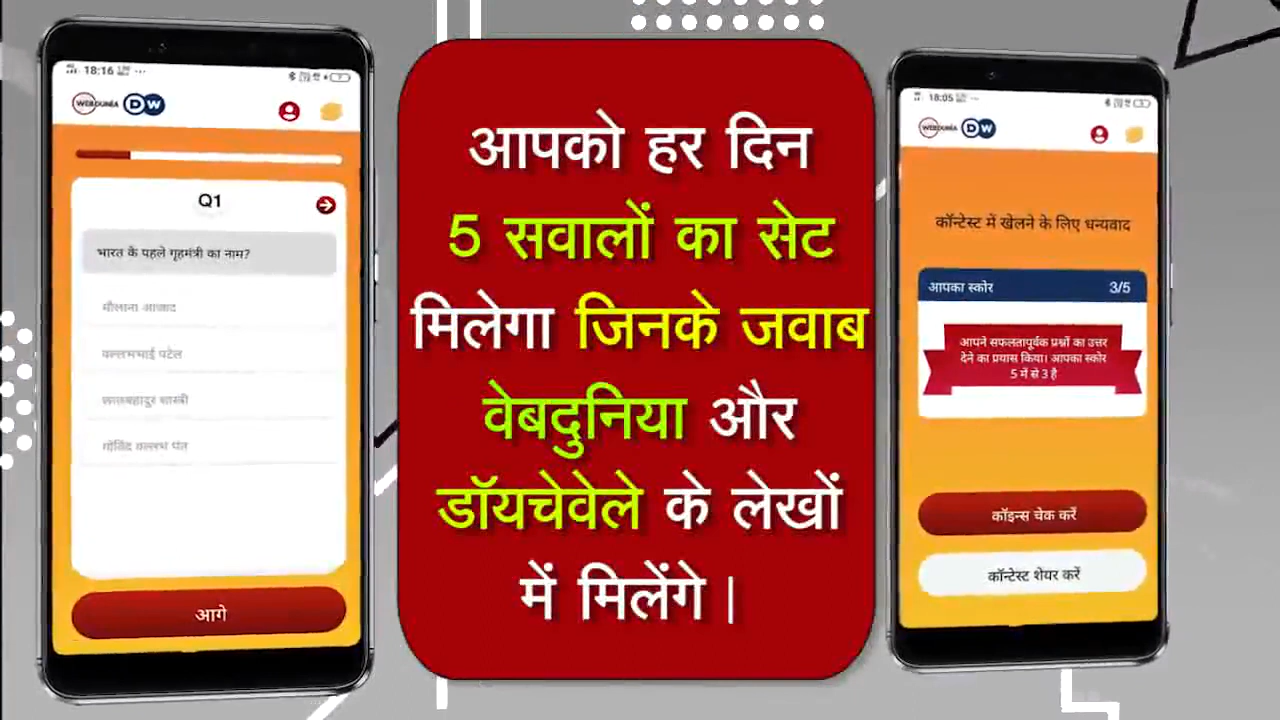 18:16
WEBDUNIA DW
Q1
भारत के पहले गृहमंत्री का नाम?
मौलाना आजाद
वल्लभभाई पटेल
लालबहादुर शास्त्री
गोविंद वल्लभ पंत
आगे
आपको हर दिन
5 सवालों का सेट
मिलेगा जिनके जवाब
वेबदुनिया और
डॉयचेवेले के लेखों
में मिलेंगे|
18:05
WEBDUNIA DW
कॉन्टेस्ट में खेलने के लिए धन्यवाद
आपका स्कोर 3/5
आपने सफलतापूर्वक प्रश्नों का उत्तर
देने का प्रयास किया। आपका स्कोर
5 में से 3 है
कॉइन्स चेक करें
कॉन्टेस्ट शेयर करें